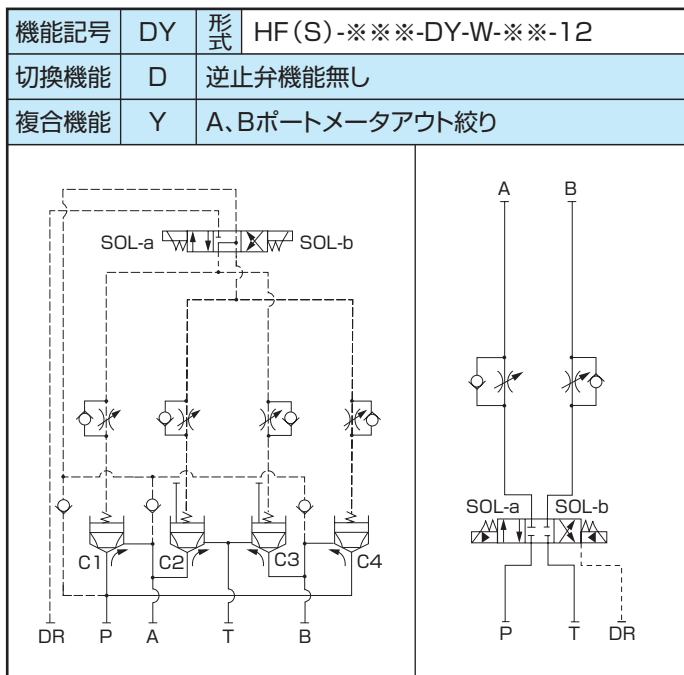 機能記号 DY 形式 HF(S)-※※※-DY-W-※※-12
切換機能 D 逆止弁機能無し
複合機能 Y A、Bポートメータアウト絞り
SOL-a SOL-b
C1 C2 C3 C4
DR P A T B
A B
SOL-a SOL-b
P T DR